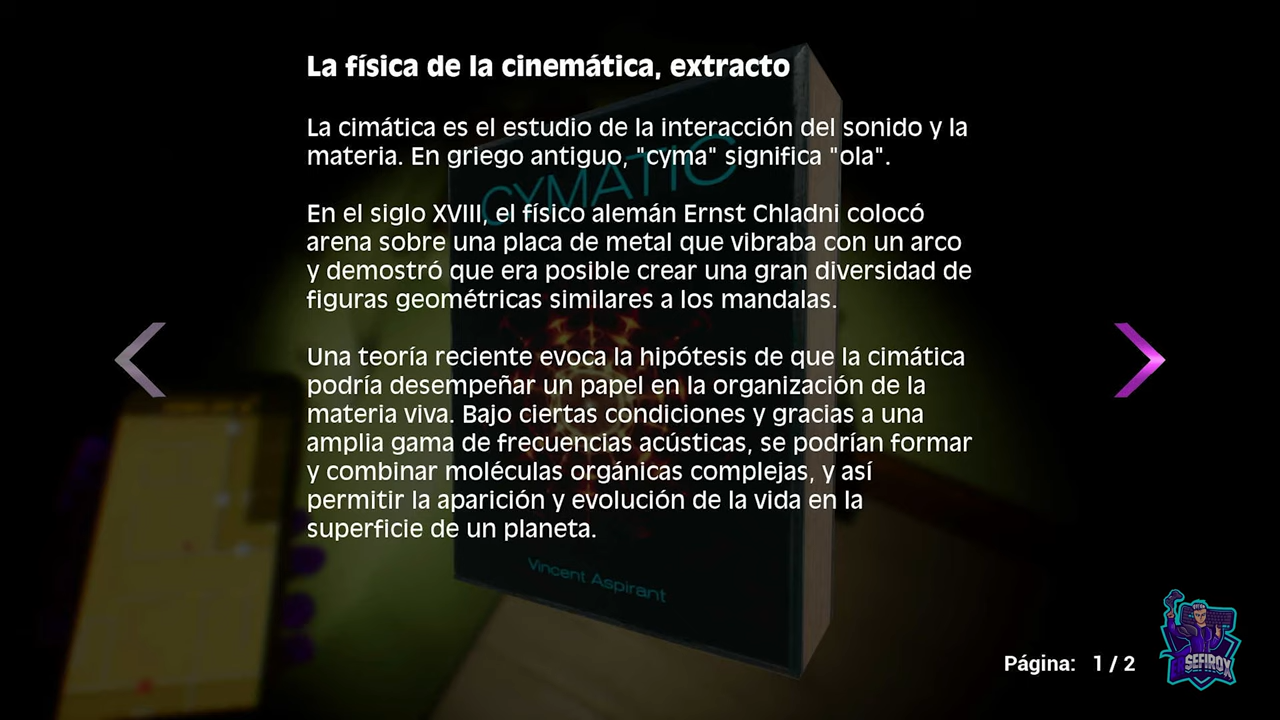 La física de la cinemática, extracto
La cimática es el estudio de la interacción del sonido y la
materia. En griego antiguo, "cyma" significa "ola".
En el siglo XVIII, el físico alemán Ernst Chladni colocó
arena sobre una placa de metal que vibraba con un arco
y demostró que era posible crear una gran diversidad de
figuras geométricas similares a los mandalas.
Una teoría reciente evoca la hipótesis de que la cimática
podría desempeñar un papel en la organización de la
materia viva. Bajo ciertas condiciones y gracias a una
amplia gama de frecuencias acústicas, se podrían formar
y combinar moléculas orgánicas complejas, y así
permitir la aparición y evolución de la vida en la
superficie de un planeta.
CYMATIC
Vincent Aspirant
Página: 1 / 2
SEFIROX